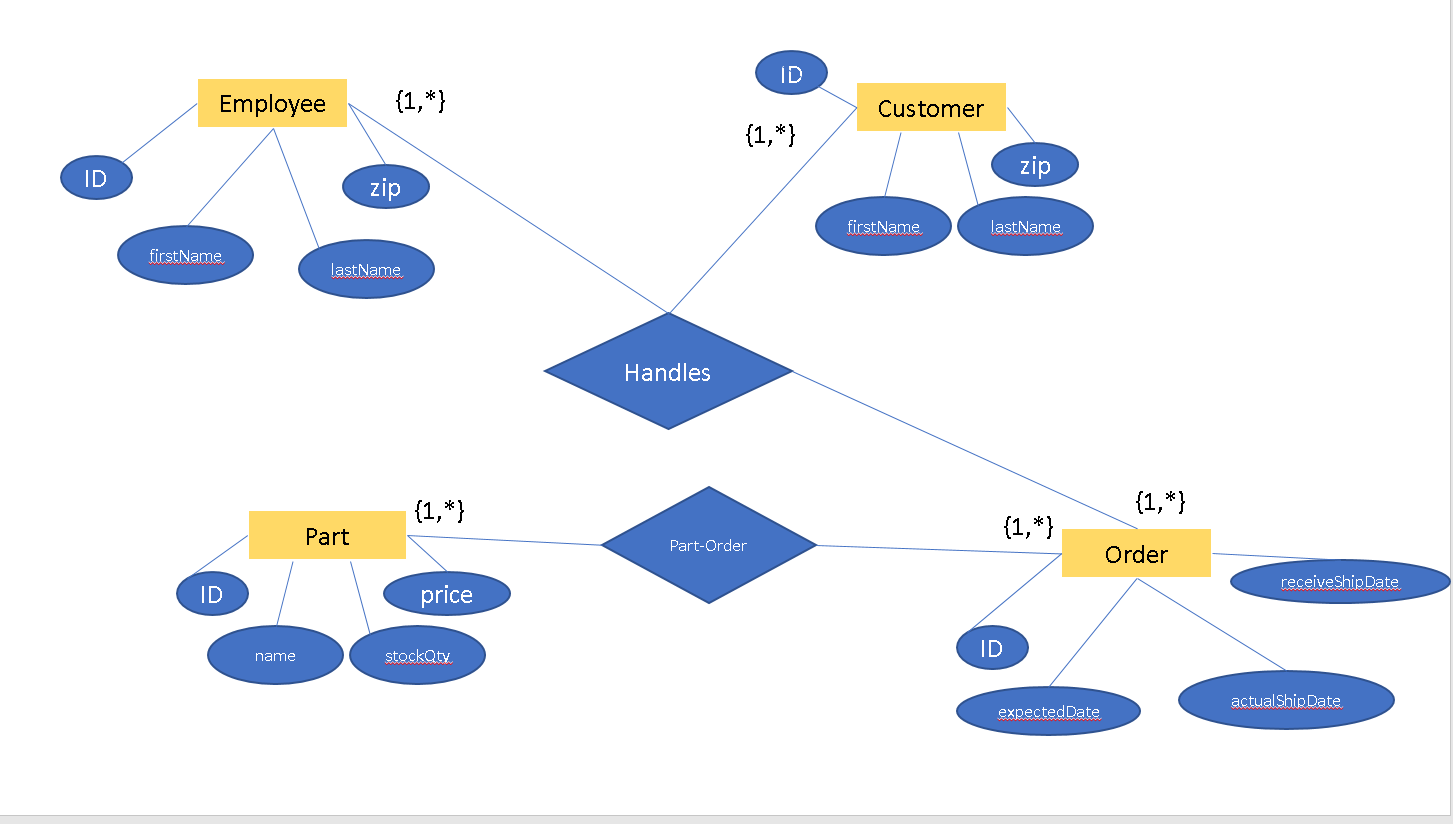 Employee
{1,*}
ID
zip
firstName
lastName
ID
Customer
{1,*}
zip
firstName
lastName
Handles
Part
{1,*}
Part-Order
{1,*}
{1,*}
Order
ID
price
name
stockQty
receiveShipDate
ID
expectedDate
actualShipDate